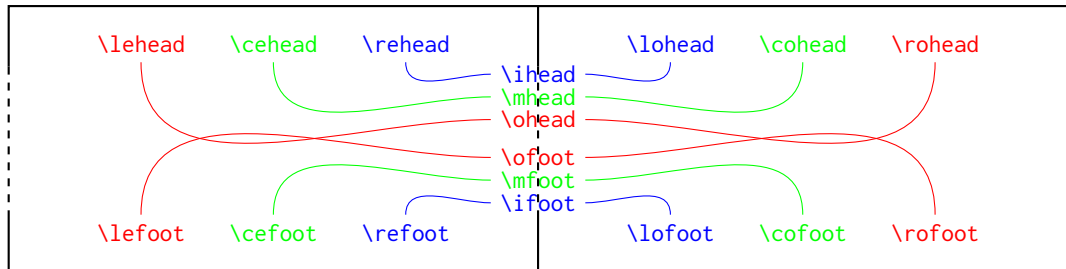 \lehead \cehead \rehead \lohead \cohead \rohead
\ihead
\mhead
\ohead
\ofoot
\mfoot
\ifoot
\lefoot \cefoot \refoot \lofoot \cofoot \rofoot